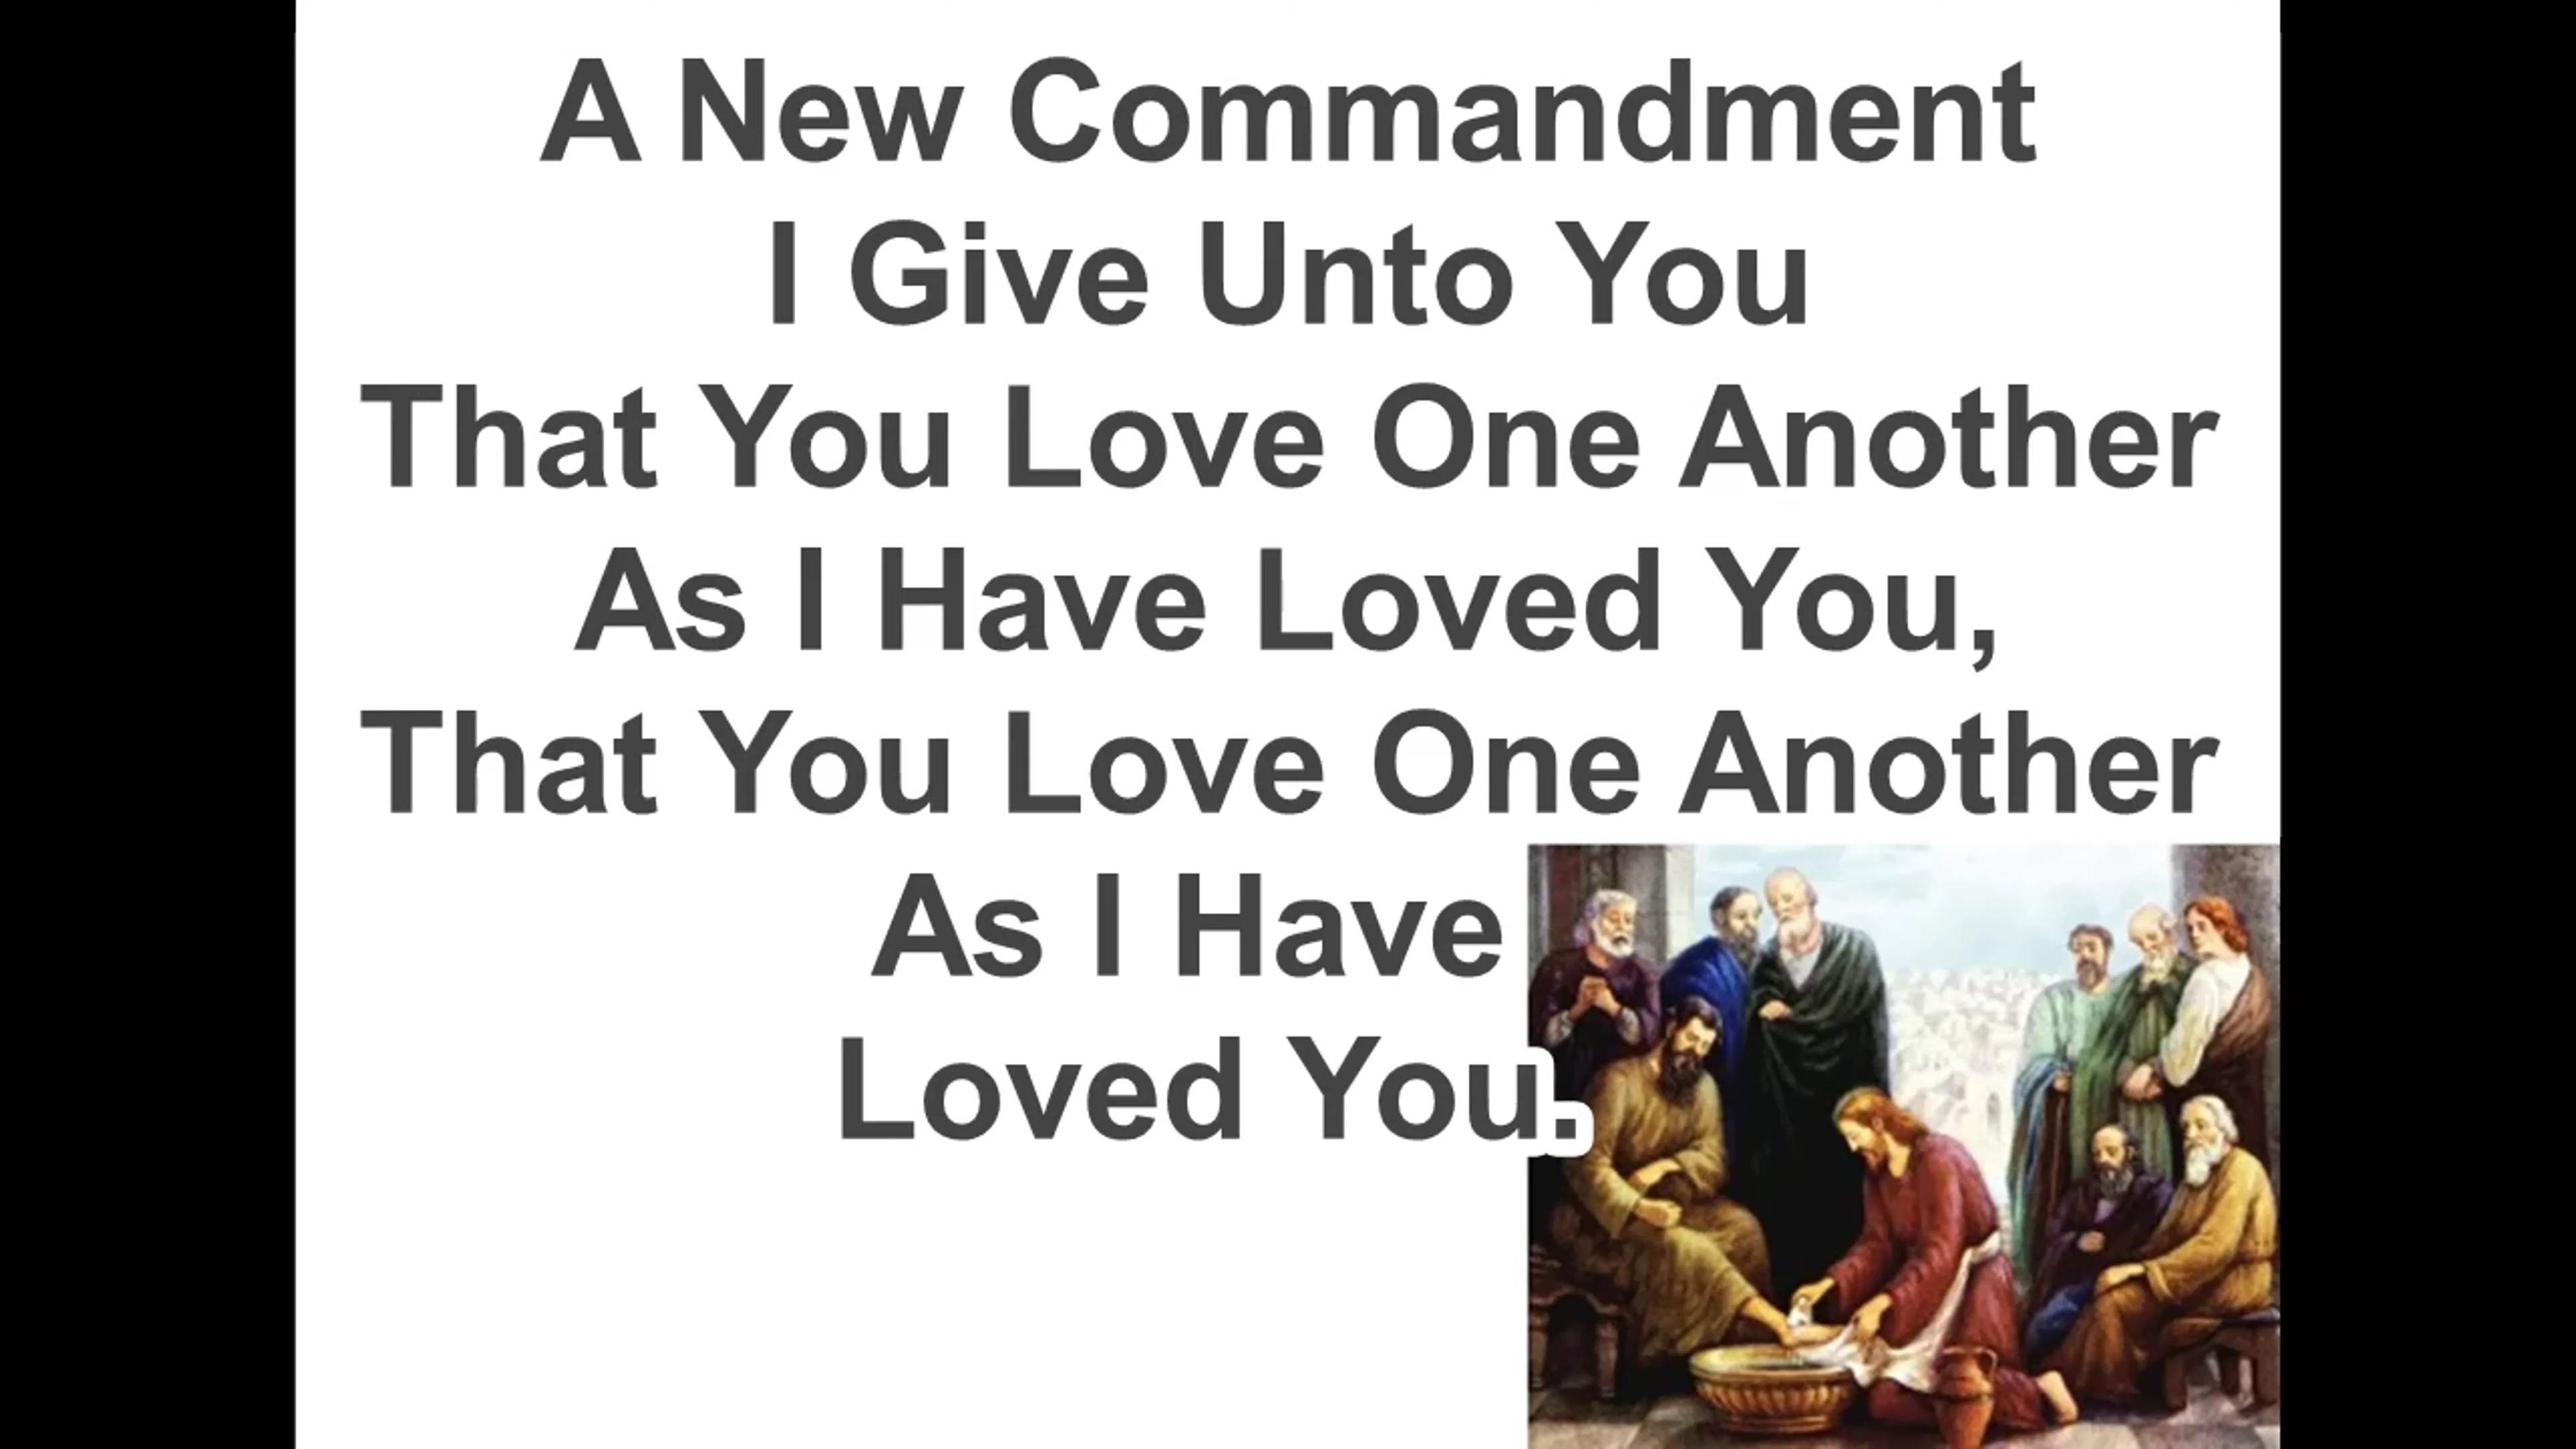 A New Commandment
I Give Unto You
That You Love One Another
As I Have Loved You,
That You Love One Another
As I Have
Loved You.